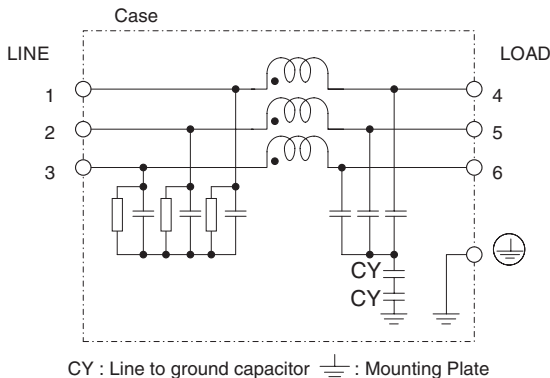 Case
LINE
LOAD
1
4
2
5
3
6
CY
CY
CY : Line to ground capacitor : Mounting Plate